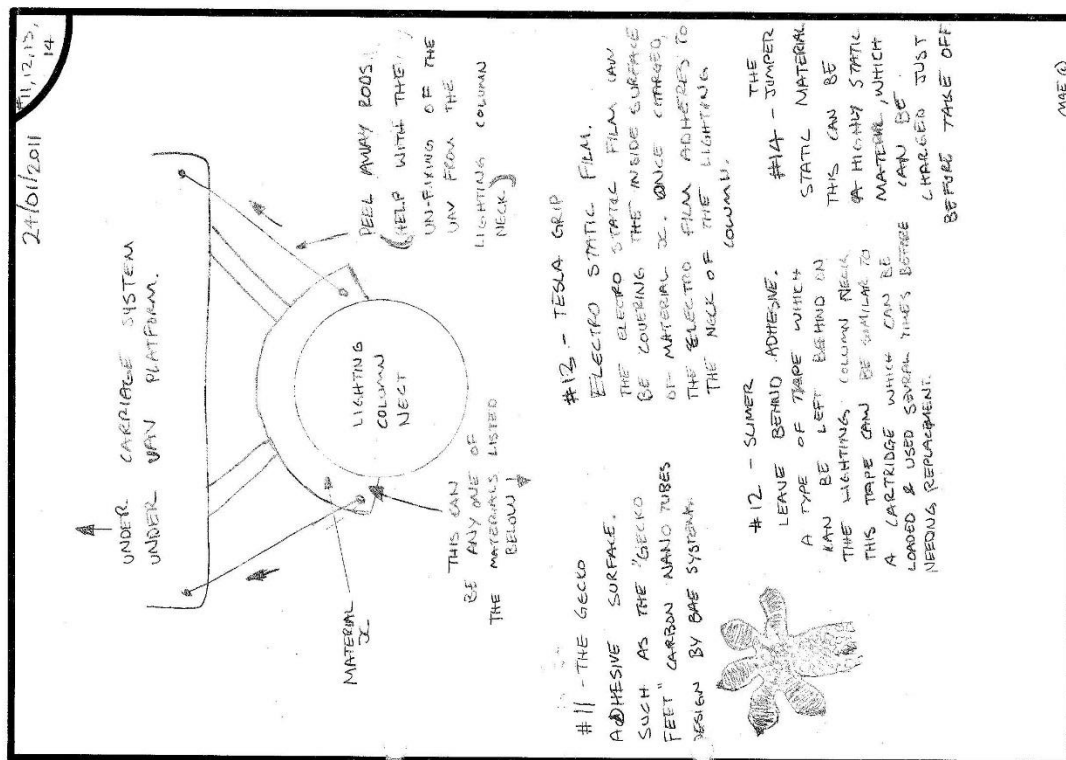 24/01/2011
#11, 12, 13,
14
UNDER CARRIAGE SYSTEM
UNDER UAV PLATFORM.
PEEL AWAY RODS.
(HELP WITH THE
UN-FIXING OF THE
UAV FROM THE
LIGHTING COLUMN
NECK.)
LIGHTING
COLUMN
NECT
MATERIAL
X
THIS CAN
BE ANY ONE OF
THE MATERIALS LISTED
BELOW
#11 - THE GECKO
ADHESIVE SURFACE.
SUCH AS THE "GECKO
FEET" CARBON NANO TUBES
DESIGN BY BAE SYSTEMS.
#13 - TESLA GRIP
ELECTRO STATIC FILM.
THE ELECTRO STATIC FILM CAN
BE COVERING THE INSIDE SURFACE
OF MATERIAL X. ONCE CHARGED,
THE ELECTRO FILM ADHERES TO
THE NECK OF THE LIGHTING
COLUMN.
#12 - SLIMER
LEAVE BEHIND ADHESIVE.
A TYPE OF TAPE WHICH
KAN BE LEFT BEHIND ON
THE LIGHTING COLUMN NECK.
THIS TAPE CAN BE SIMILAR TO
A CARTRIDGE WHICH CAN BE
LOADED & USED SEVRAL TIMES BEFORE
NEEDING REPLACEMENT.
#14 - JUMPER THE
STATIC MATERIAL
THIS CAN BE
A HIGHLY STATIC
MATERIAL, WHICH
CAN BE
CHARGED JUST
BEFORE TAKE OFF